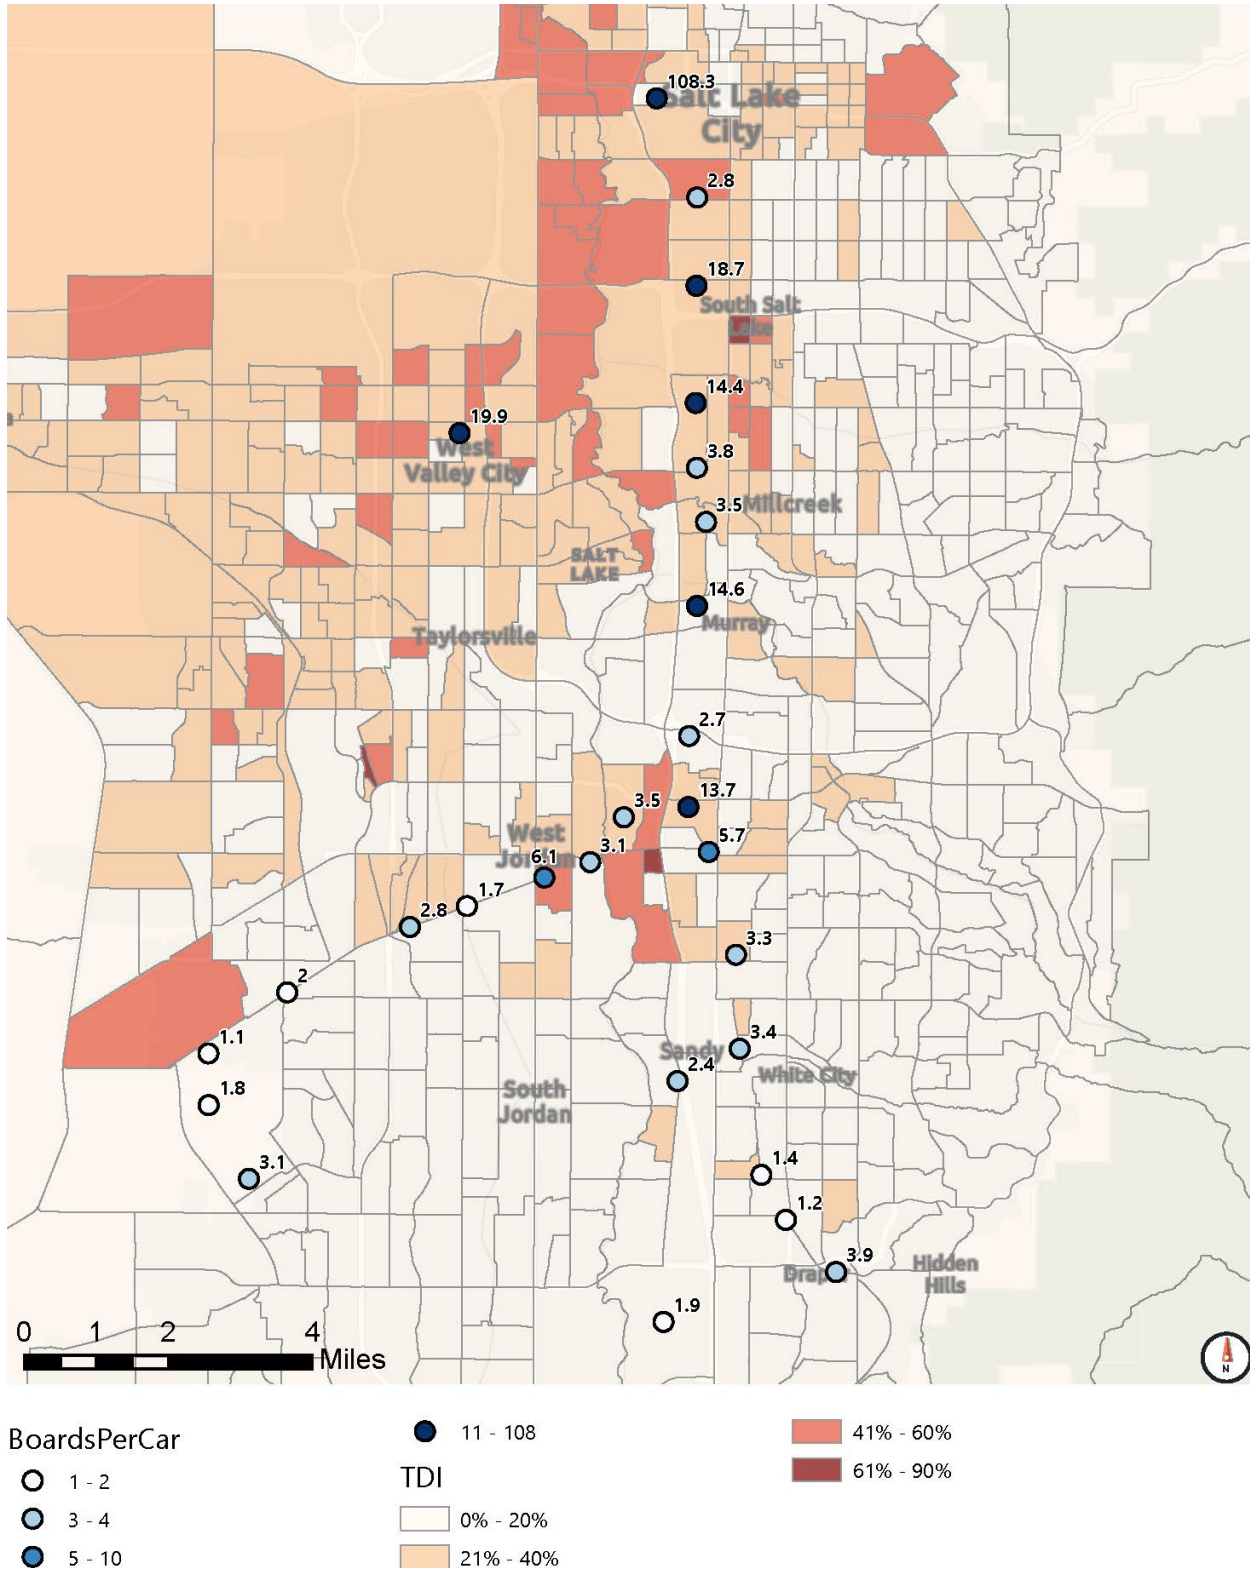 108.3
Salt Lake
City
2.8
18.7
South Salt
Lake
14.4
19.9
West
Valley City
3.8
3.5
Millcreek
SALT
LAKE
14.6
Murray
Taylorsville
2.7
13.7
3.5
5.7
West
Jordan
3.1
6.1
1.7
2.8
3.3
2
3.4
1.1
Sandy
2.4
White City
1.8
South
Jordan
3.1
1.4
1.2
3.9
Hidden
Hills
Draper
1.9
0 1 2 4
Miles
N
BoardsPerCar
1 - 2
3 - 4
5 - 10
11 - 108
TDI
0% - 20%
21% - 40%
41% - 60%
61% - 90%